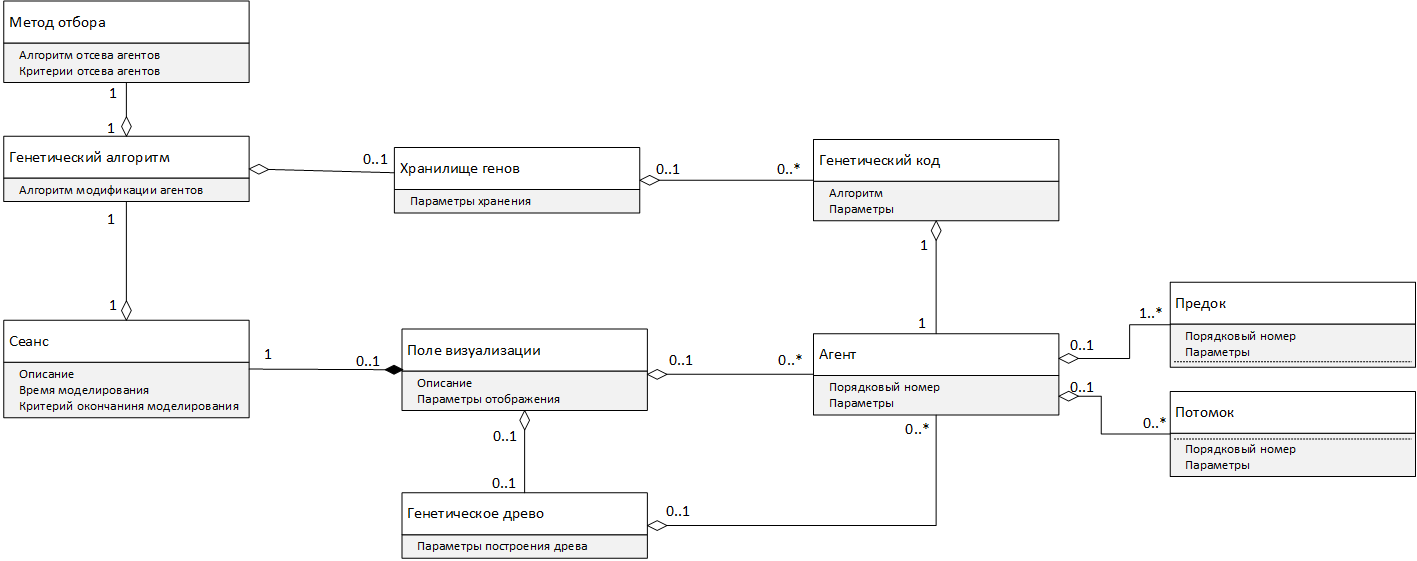 Метод отбора
Алгоритм отсева агентов
Критерии отсева агентов
1
1
Генетический алгоритм
Алгоритм модификации агентов
0..1
Хранилище генов
Параметры хранения
0..1
0..*
Генетический код
Алгоритм
Параметры
1
1
1
1
Сеанс
Описание
Время моделирования
Критерий окончаниня моделирования
1
0..1
Поле визуализации
Описание
Параметры отображения
0..1
0..*
Агент
Порядковый номер
Параметры
0..1
1..*
Предок
Порядковый номер
Параметры
0..1
0..*
Потомок
Порядковый номер
Параметры
0..1
0..1
Генетическое древо
Параметры построения древа
0..1
0..*